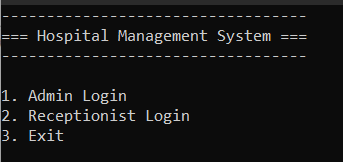 ----------------------------------
=== Hospital Management System ===
----------------------------------
1. Admin Login
2. Receptionist Login
3. Exit